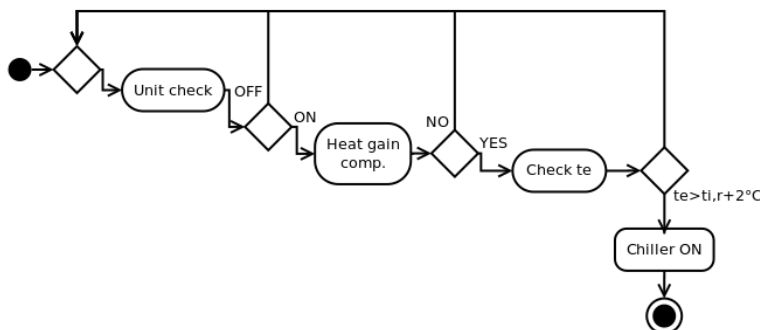 Unit check
OFF
ON
Heat gain
comp.
NO
YES
Check te
te>ti,r+2°C
Chiller ON